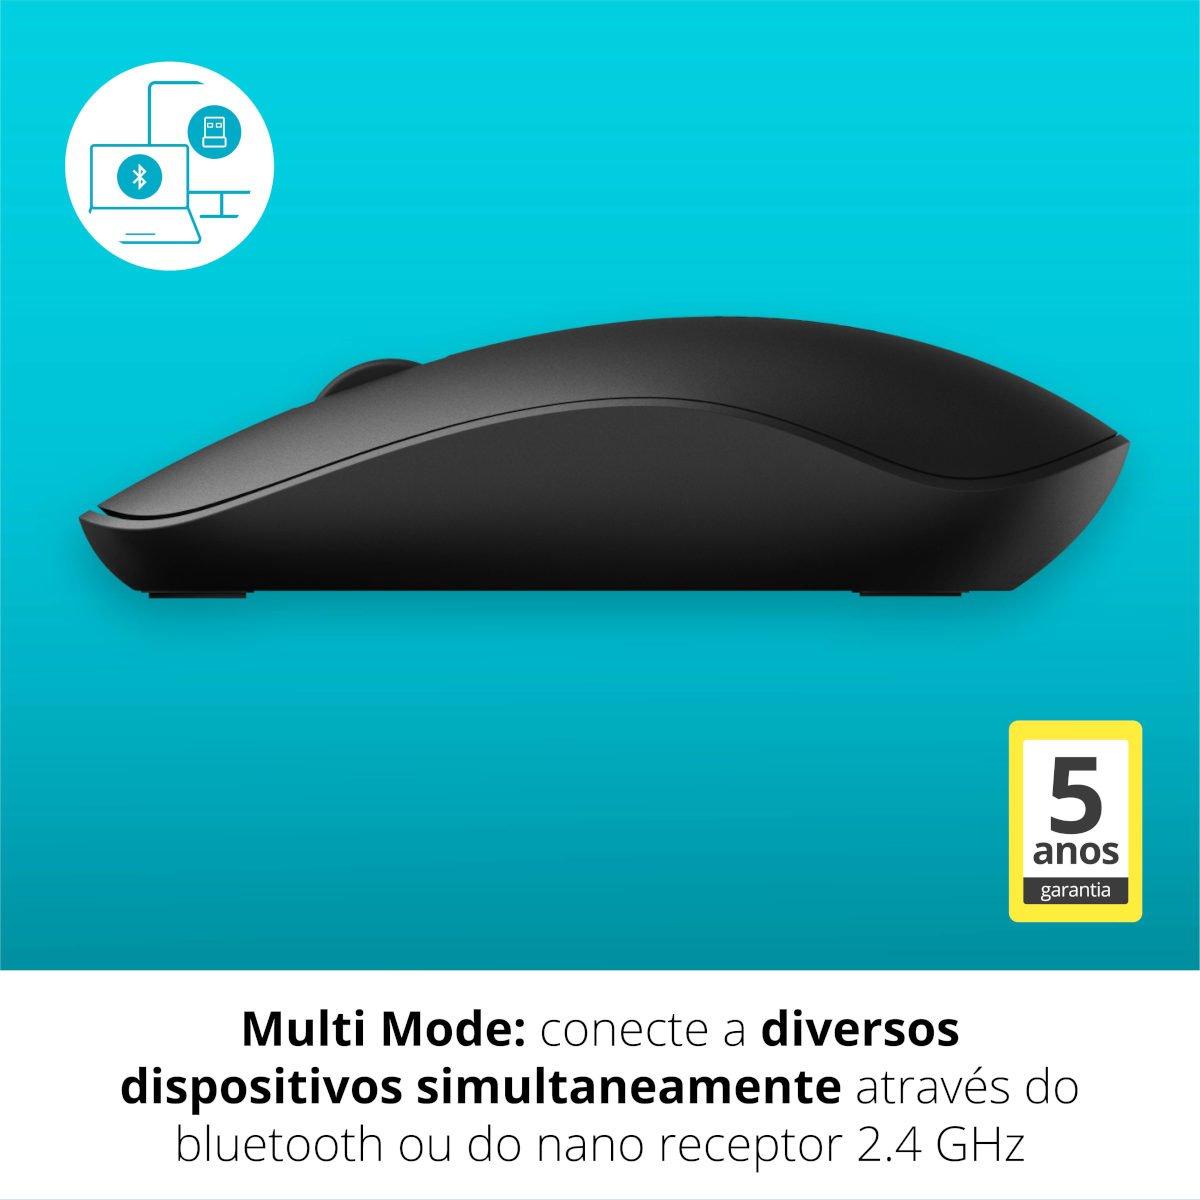 5
anos
garantia
Multi Mode: conecte a diversos
dispositivos simultaneamente através do
bluetooth ou do nano receptor 2.4 GHz